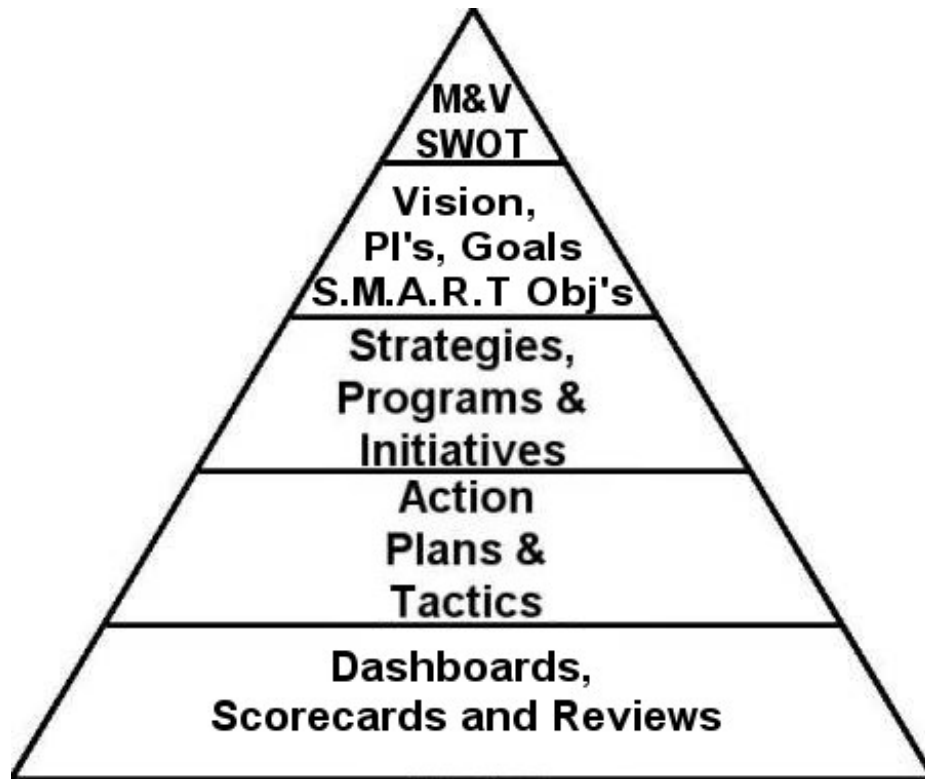 M&V
SWOT
Vision,
PI's, Goals
S.M.A.R.T Obj's
Strategies,
Programs &
Initiatives
Action
Plans &
Tactics
Dashboards,
Scorecards and Reviews